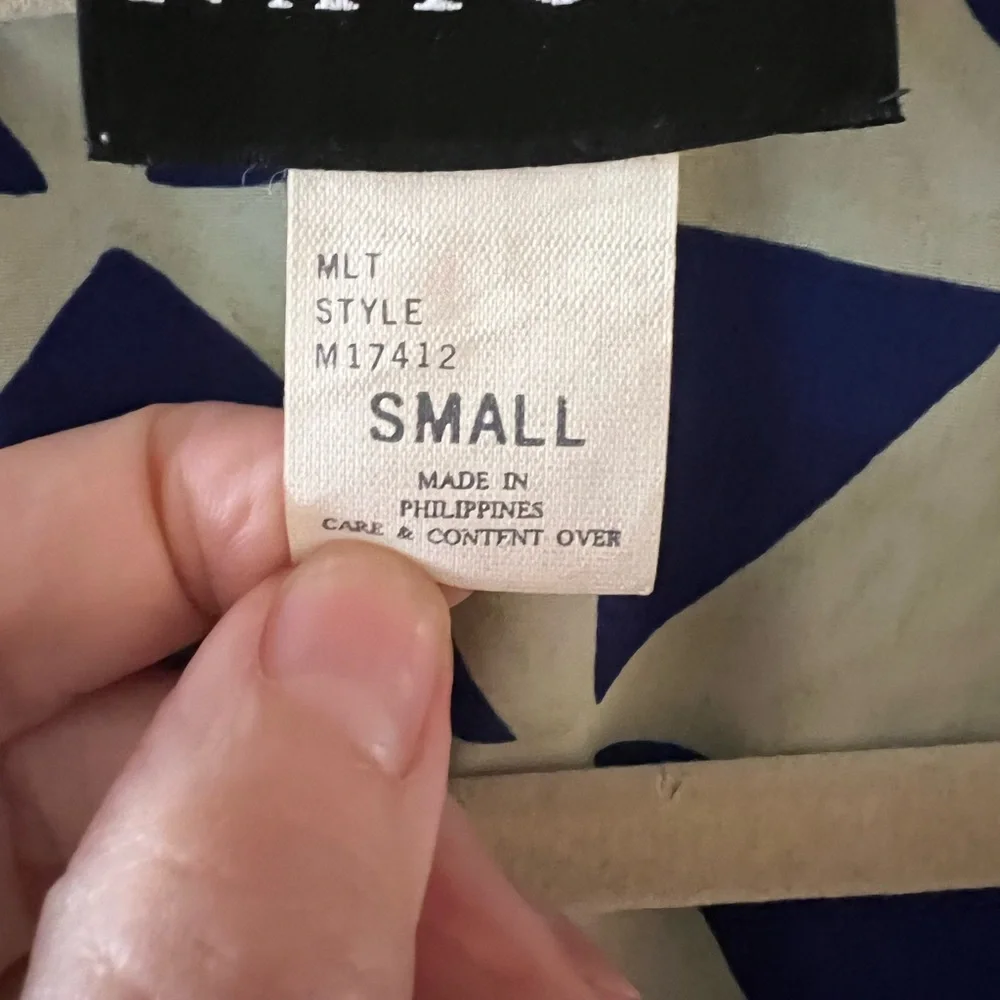 MLT
STYLE
M17412
SMALL
MADE IN
PHILIPPINES
CARE & CONTENT OVER